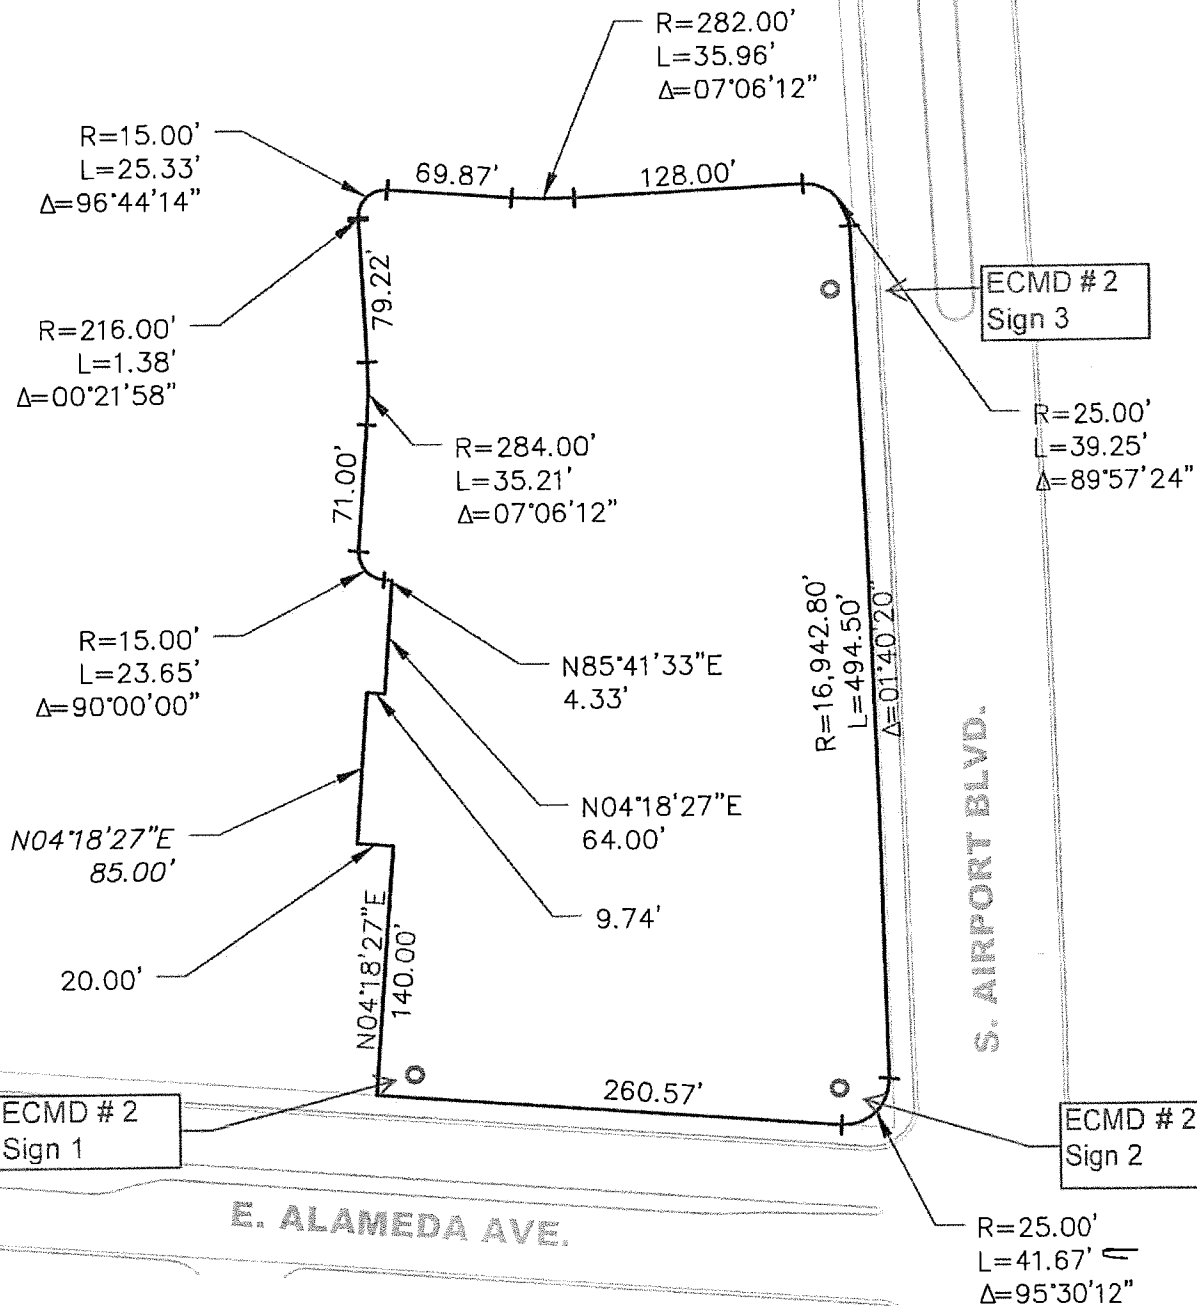 R=282.00'
L=35.96'
Δ=07°06'12"
R=15.00'
L=25.33'
Δ=96°44'14"
69.87'
128.00'
79.22'
ECMD # 2
Sign 3
R=216.00'
L=1.38'
Δ=00°21'58"
R=25.00'
L=39.25'
Δ=89°57'24"
R=284.00'
L=35.21'
Δ=07°06'12"
71.00'
R=15.00'
L=23.65'
Δ=90°00'00"
N85°41'33"E
4.33'
R=16,942.80'
L=494.50'
Δ=01°40'20"
S. AIRPORT BLVD.
N04°18'27"E
64.00'
N04°18'27"E
85.00'
9.74'
20.00'
N04°18'27"E
140.00'
260.57'
ECMD # 2
Sign 1
ECMD # 2
Sign 2
E. ALAMEDA AVE.
R=25.00'
L=41.67'
Δ=95°30'12"